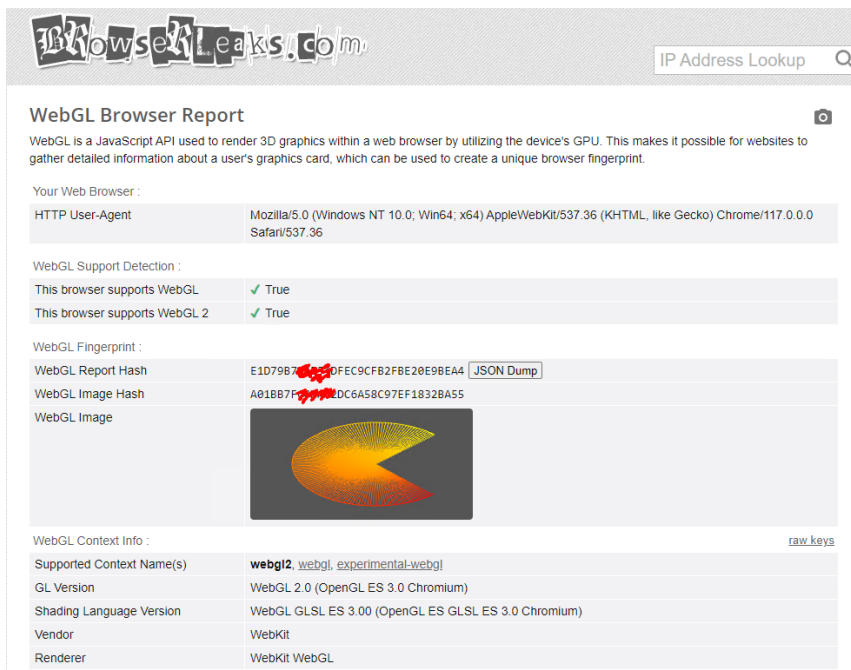 BRowseRLeaks.com
IP Address Lookup
WebGL Browser Report
WebGL is a JavaScript API used to render 3D graphics within a web browser by utilizing the device's GPU. This makes it possible for websites to
gather detailed information about a user's graphics card, which can be used to create a unique browser fingerprint.
Your Web Browser :
HTTP User-Agent Mozilla/5.0 (Windows NT 10.0; Win64; x64) AppleWebKit/537.36 (KHTML, like Gecko) Chrome/117.0.0.0
Safari/537.36
WebGL Support Detection :
This browser supports WebGL ✓ True
This browser supports WebGL 2 ✓ True
WebGL Fingerprint :
WebGL Report Hash E1D79B7 DFEC9CFB2FBE20E9BEA4 JSON Dump
WebGL Image Hash A01BB7F 2DC6A58C97EF1832BA55
WebGL Image
WebGL Context Info : raw keys
Supported Context Name(s) webgl2, webgl, experimental-webgl
GL Version WebGL 2.0 (OpenGL ES 3.0 Chromium)
Shading Language Version WebGL GLSL ES 3.00 (OpenGL ES GLSL ES 3.0 Chromium)
Vendor WebKit
Renderer WebKit WebGL